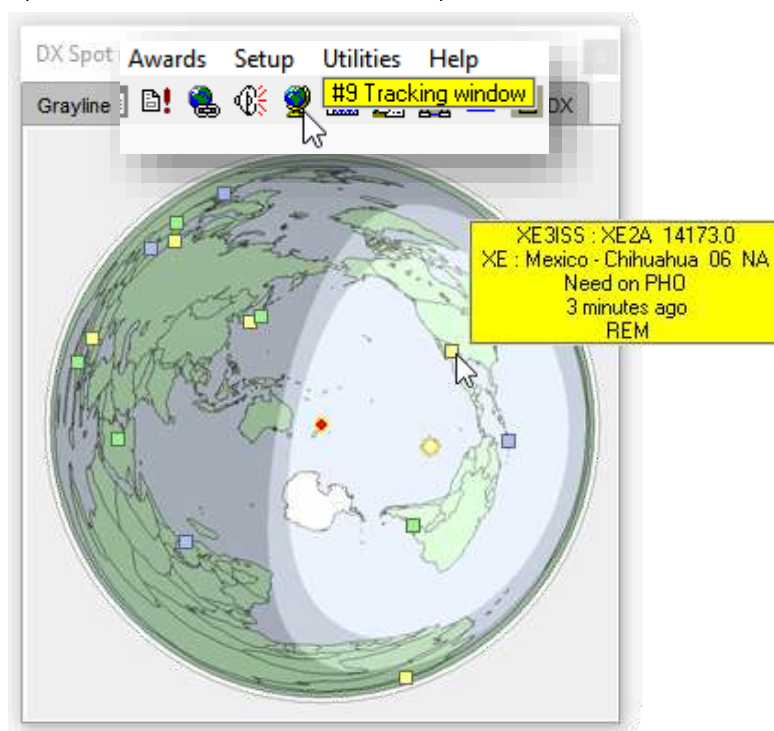 DX Spot
Awards Setup Utilities Help
Grayline
#9 Tracking window
DX
XE3ISS : XE2A 14173.0
XE : Mexico - Chihuahua 06 NA
Need on PHO
3 minutes ago
REM